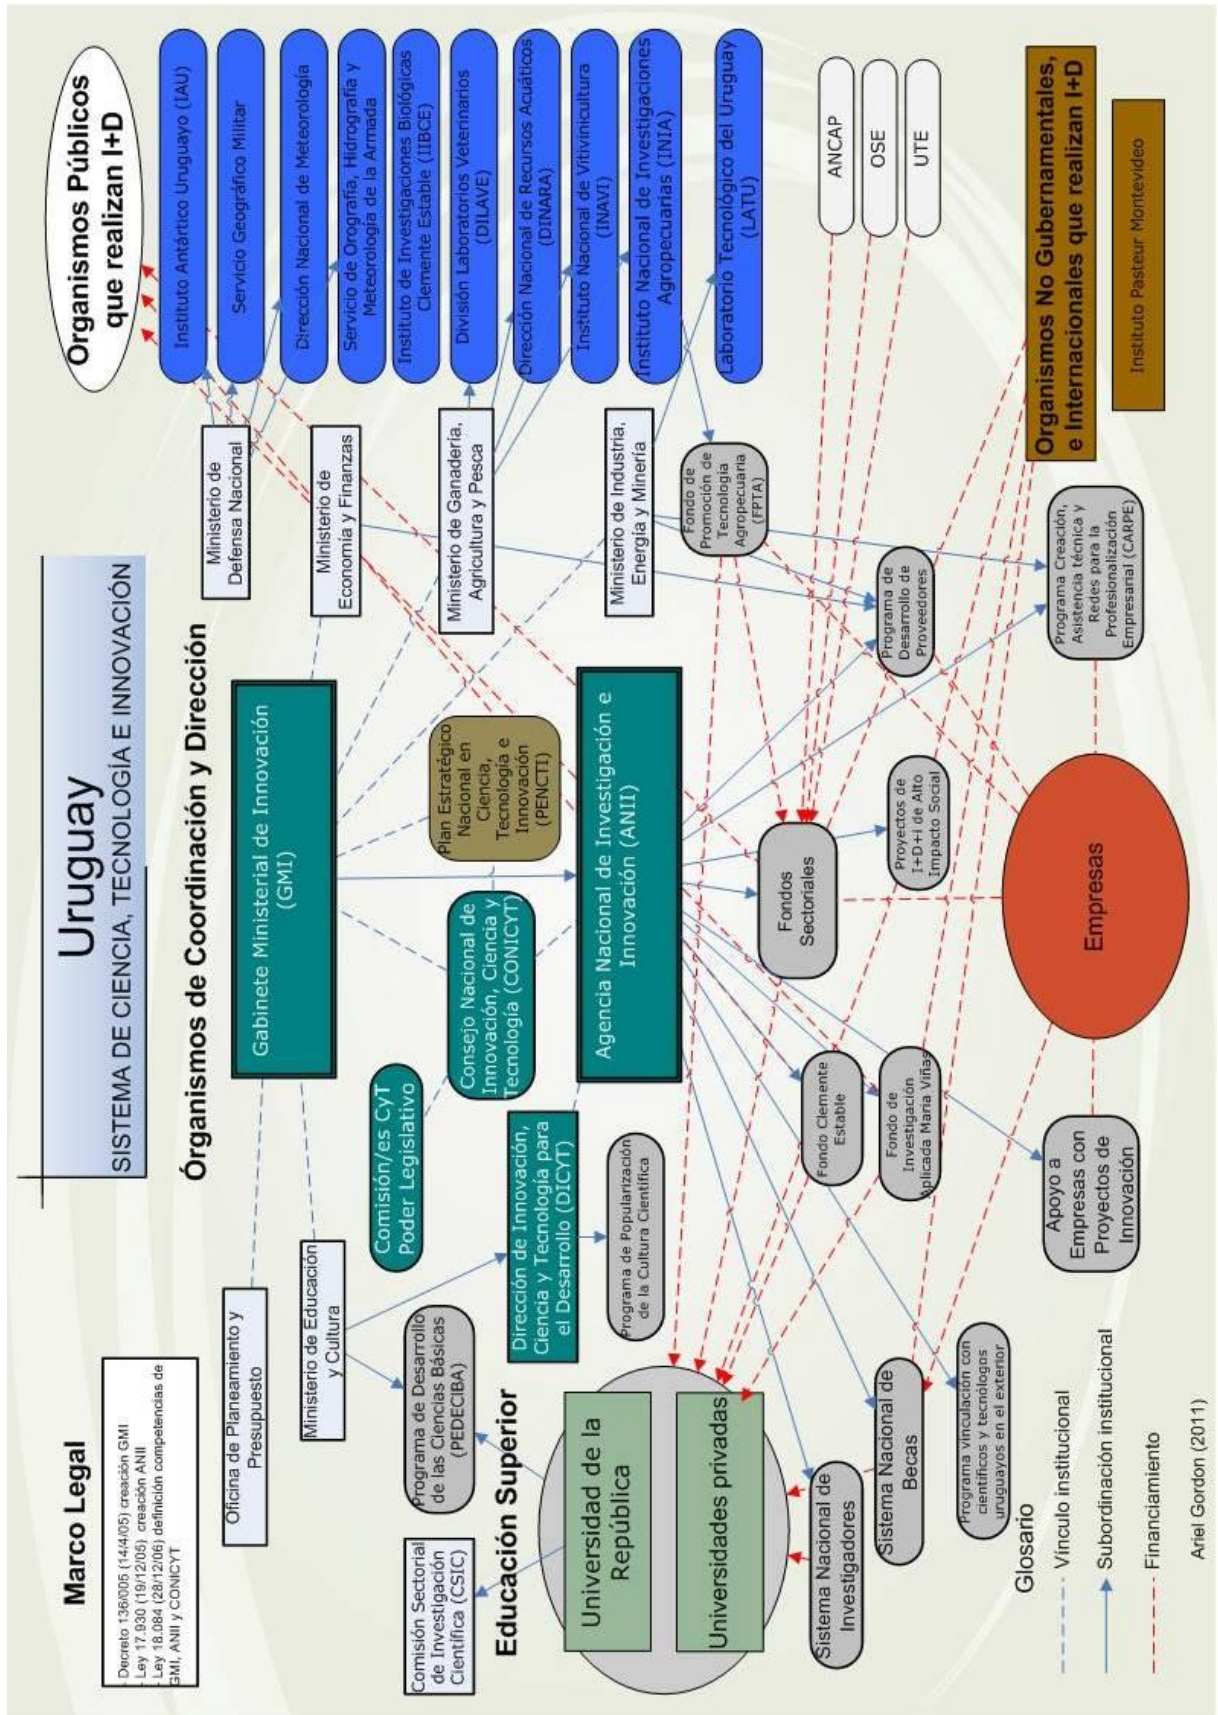 Uruguay
SISTEMA DE CIENCIA, TECNOLOGÍA E INNOVACIÓN
Marco Legal
- Decreto 136/005 (14/4/05) creación GMI
- Ley 17.930 (19/12/05) creación ANII
- Ley 18.084 (28/12/06) definición competencias de
GMI, ANII y CONICYT
Órganismos de Coordinación y Dirección
Organismos Públicos
que realizan I+D
Oficina de Planeamiento y
Presupuesto
Ministerio de Educación
y Cultura
Gabinete Ministerial de Innovación
(GMI)
Ministerio de
Defensa Nacional
Ministerio de
Economía y Finanzas
Ministerio de Ganadería,
Agricultura y Pesca
Ministerio de Industria,
Energía y Minería
Instituto Antártico Uruguayo (IAU)
Servicio Geográfico Militar
Dirección Nacional de Meteorología
Servicio de Orografía, Hidrografía y
Meteorología de la Armada
Instituto de Investigaciones Biológicas
Clemente Estable (IIBCE)
División Laboratorios Veterinarios
(DILAVE)
Dirección Nacional de Recursos Acuáticos
(DINARA)
Instituto Nacional de Vitivinicultura
(INAVI)
Instituto Nacional de Investigaciones
Agropecuarias (INIA)
Laboratorio Tecnológico del Uruguay
(LATU)
Comisión/es CyT
Poder Legislativo
Consejo Nacional de
Innovación, Ciencia y
Tecnología (CONICYT)
Plan Estratégico
Nacional en
Ciencia,
Tecnología e
Innovación
(PENCTI)
Programa de Desarrollo
de las Ciencias Básicas
(PEDECIBA)
Comisión Sectorial
de Investigación
Científica (CSIC)
Dirección de Innovación,
Ciencia y Tecnología para
el Desarrollo (DICYT)
Agencia Nacional de Investigación e
Innovación (ANII)
Programa de Popularización
de la Cultura Científica
Fondo de
Promoción de
Tecnología
Agropecuaria
(FPTA)
Educación Superior
Universidad de la
República
Universidades privadas
ANCAP
OSE
UTE
Fondos
Sectoriales
Fondo Clemente
Estable
Fondo de
Investigación
Aplicada María Viñas
Proyectos de
I+D+i de Alto
Impacto Social
Programa de
Desarrollo de
Proveedores
Sistema Nacional de
Investigadores
Sistema Nacional de
Becas
Programa vinculación con
científicos y tecnólogos
uruguayos en el exterior
Apoyo a
Empresas con
Proyectos de
Innovación
Empresas
Programa Creación,
Asistencia técnica y
Redes para la
Profesionalización
Empresarial (CARPE)
Organismos No Gubernamentales,
e Internacionales que realizan I+D
Instituto Pasteur Montevideo
Glosario
Vínculo institucional
Subordinación institucional
Financiamiento
Ariel Gordon (2011)